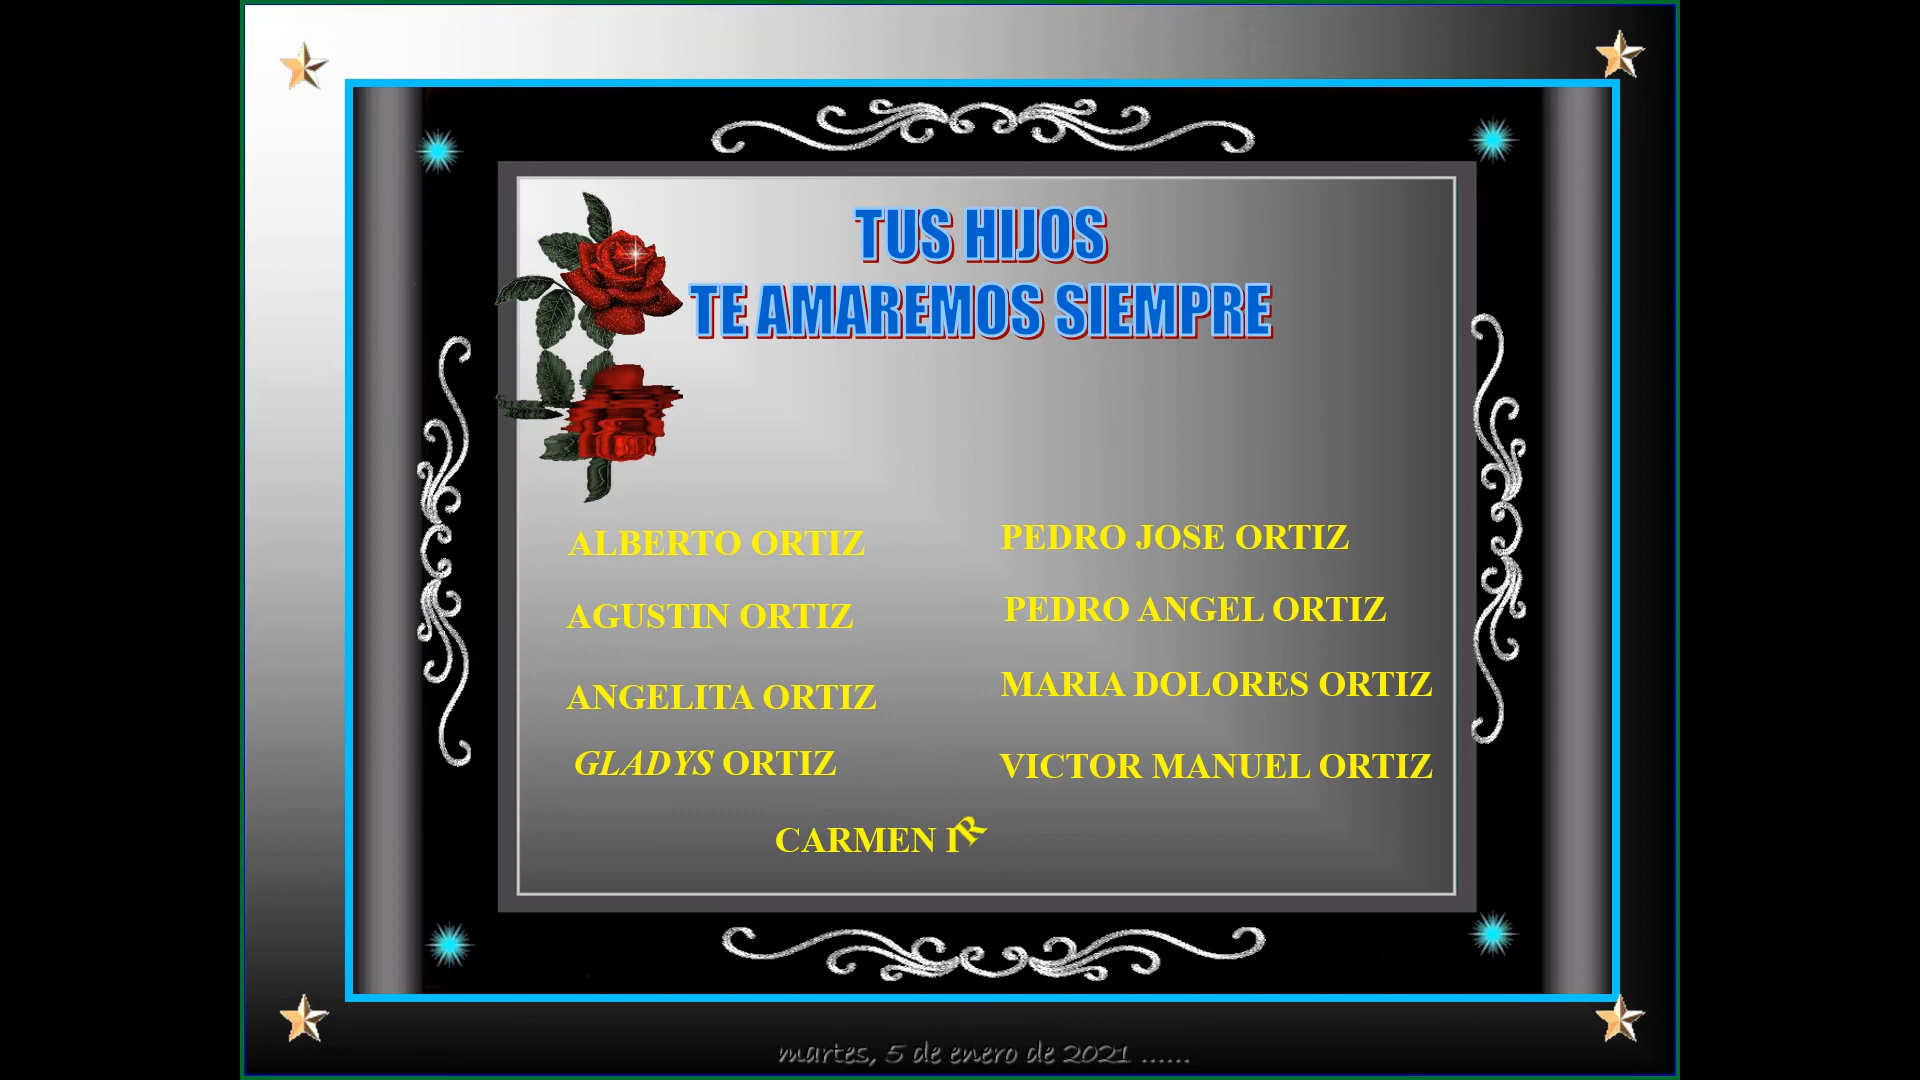 TUS HIJOS
TE AMAREMOS SIEMPRE
ALBERTO ORTIZ
AGUSTIN ORTIZ
ANGELITA ORTIZ
GLADYS ORTIZ
PEDRO JOSE ORTIZ
PEDRO ANGEL ORTIZ
MARIA DOLORES ORTIZ
VICTOR MANUEL ORTIZ
CARMEN IR
martes, 5 de enero de 2021 ......